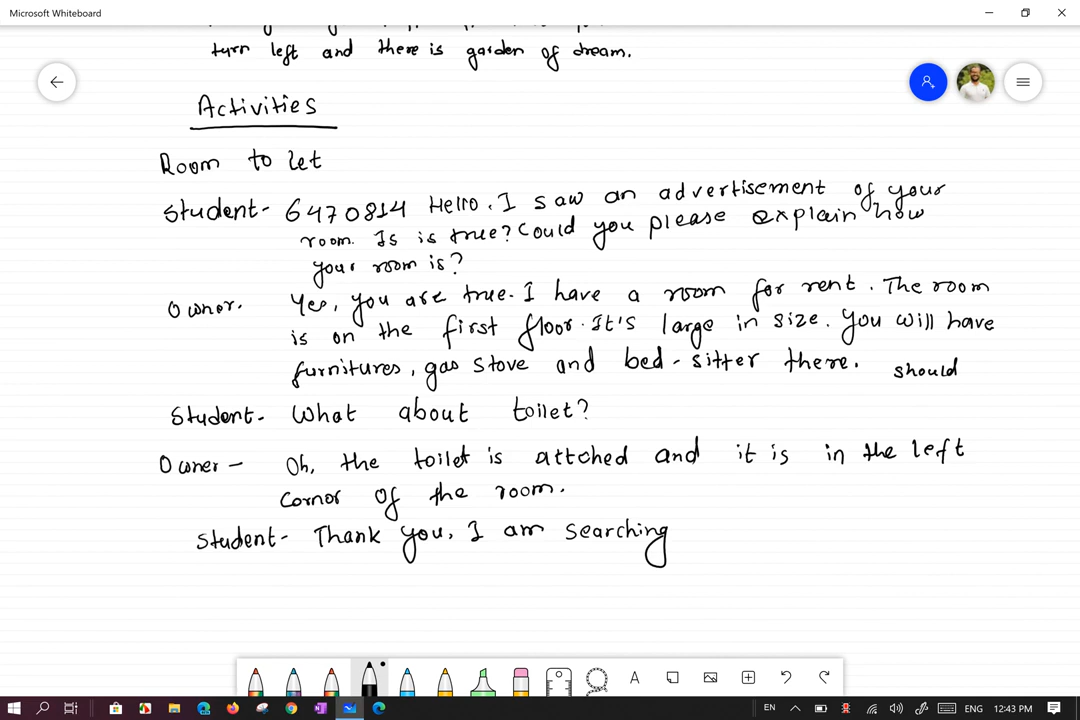 Microsoft Whiteboard
turn left and there is garden of dream.
Activities
Room to let
Student- 6470814 Hello. I saw an advertisement of your
room. Is is true? Could you please explain how
your room is?
Owner. Yes, you are true. I have a room for rent. The room
is on the first floor. It's large in size. You will have
furnitures, gas stove and bed-sitter there. should
Student- What about toilet?
Owner - Oh, the toilet is attched and it is in the left
cornor of the room.
Student- Thank you, I am searching
EN
ENG 12:43 PM